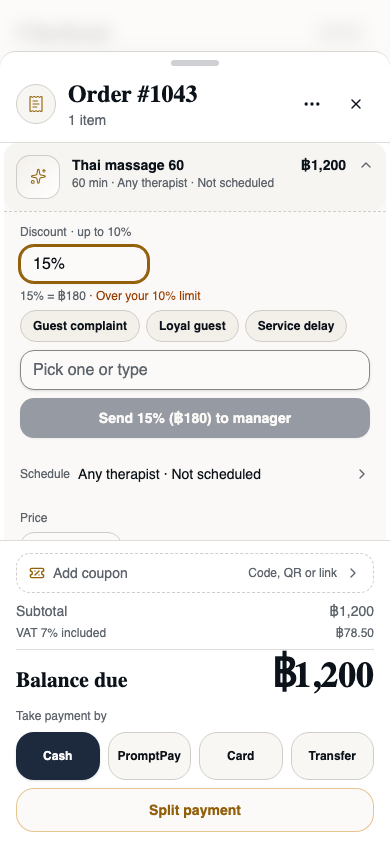 Order #1043
1 item
Thai massage 60 ฿1,200
60 min · Any therapist · Not scheduled
Discount · up to 10%
15%
15% = ฿180 · Over your 10% limit
Guest complaint Loyal guest Service delay
Pick one or type
Send 15% (฿180) to manager
Schedule Any therapist · Not scheduled
Price
Add coupon Code, QR or link
Subtotal ฿1,200
VAT 7% included ฿78.50
Balance due ฿1,200
Take payment by
Cash PromptPay Card Transfer
Split payment